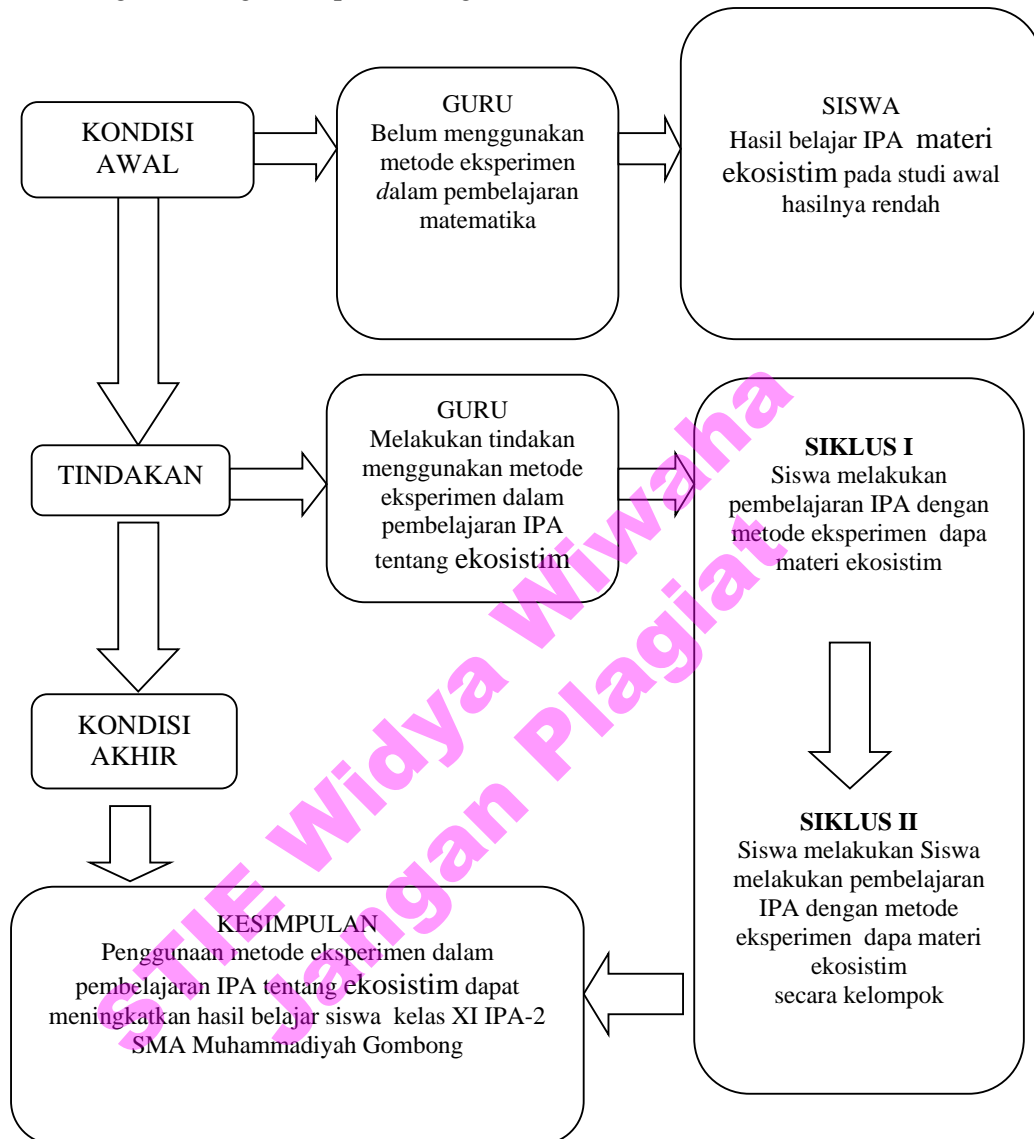 KONDISI
AWAL
GURU
Belum menggunakan
metode eksperimen
dalam pembelajaran
matematika
SISWA
Hasil belajar IPA materi
ekosistim pada studi awal
hasilnya rendah
TINDAKAN
GURU
Melakukan tindakan
menggunakan metode
eksperimen dalam
pembelajaran IPA
tentang ekosistim
SIKLUS I
Siswa melakukan
pembelajaran IPA dengan
metode eksperimen dapa
materi ekosistim
KONDISI
AKHIR
SIKLUS II
Siswa melakukan Siswa
melakukan pembelajaran
IPA dengan metode
eksperimen dapa materi
ekosistim
secara kelompok
KESIMPULAN
Penggunaan metode eksperimen dalam
pembelajaran IPA tentang ekosistim dapat
meningkatkan hasil belajar siswa kelas XI IPA-2
SMA Muhammadiyah Gombong
STIE Widya Wiwaha
Jangan Plagiat